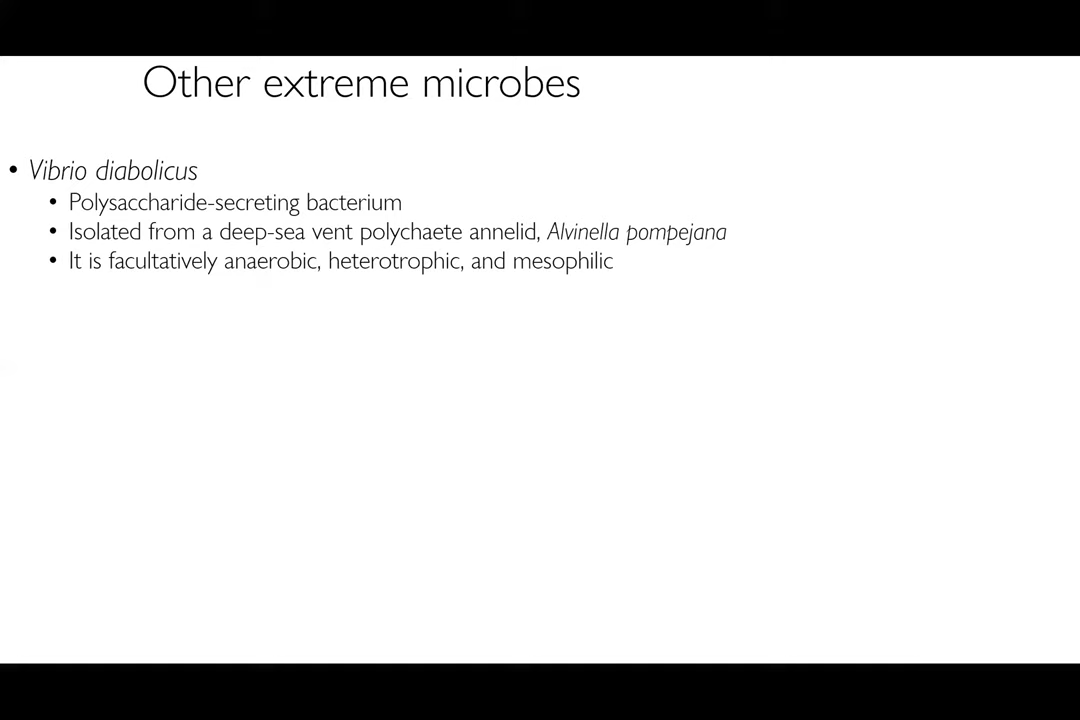 Other extreme microbes
• Vibrio diabolicus
• Polysaccharide-secreting bacterium
• Isolated from a deep-sea vent polychaete annelid, Alvinella pompejana
• It is facultatively anaerobic, heterotrophic, and mesophilic